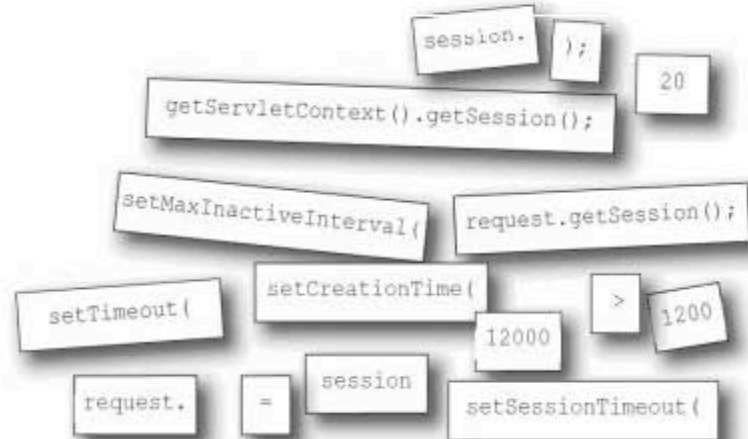 session.
);
20
getServletContext().getSession();
setMaxInactiveInterval(
request.getSession();
setTimeout(
setCreationTime(
>
1200
12000
request.
=
session
setSessionTimeout(